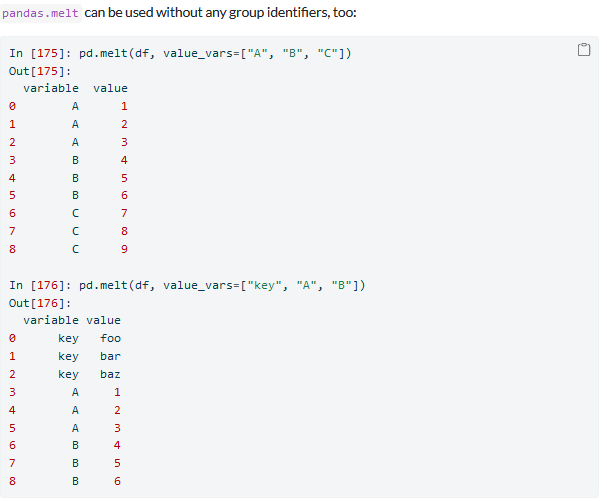 pandas.melt can be used without any group identifiers, too:
In [175]: pd.melt(df, value_vars=["A", "B", "C"])
Out[175]:
  variable  value
0        A      1
1        A      2
2        A      3
3        B      4
4        B      5
5        B      6
6        C      7
7        C      8
8        C      9
In [176]: pd.melt(df, value_vars=["key", "A", "B"])
Out[176]:
  variable value
0      key   foo
1      key   bar
2      key   baz
3        A     1
4        A     2
5        A     3
6        B     4
7        B     5
8        B     6